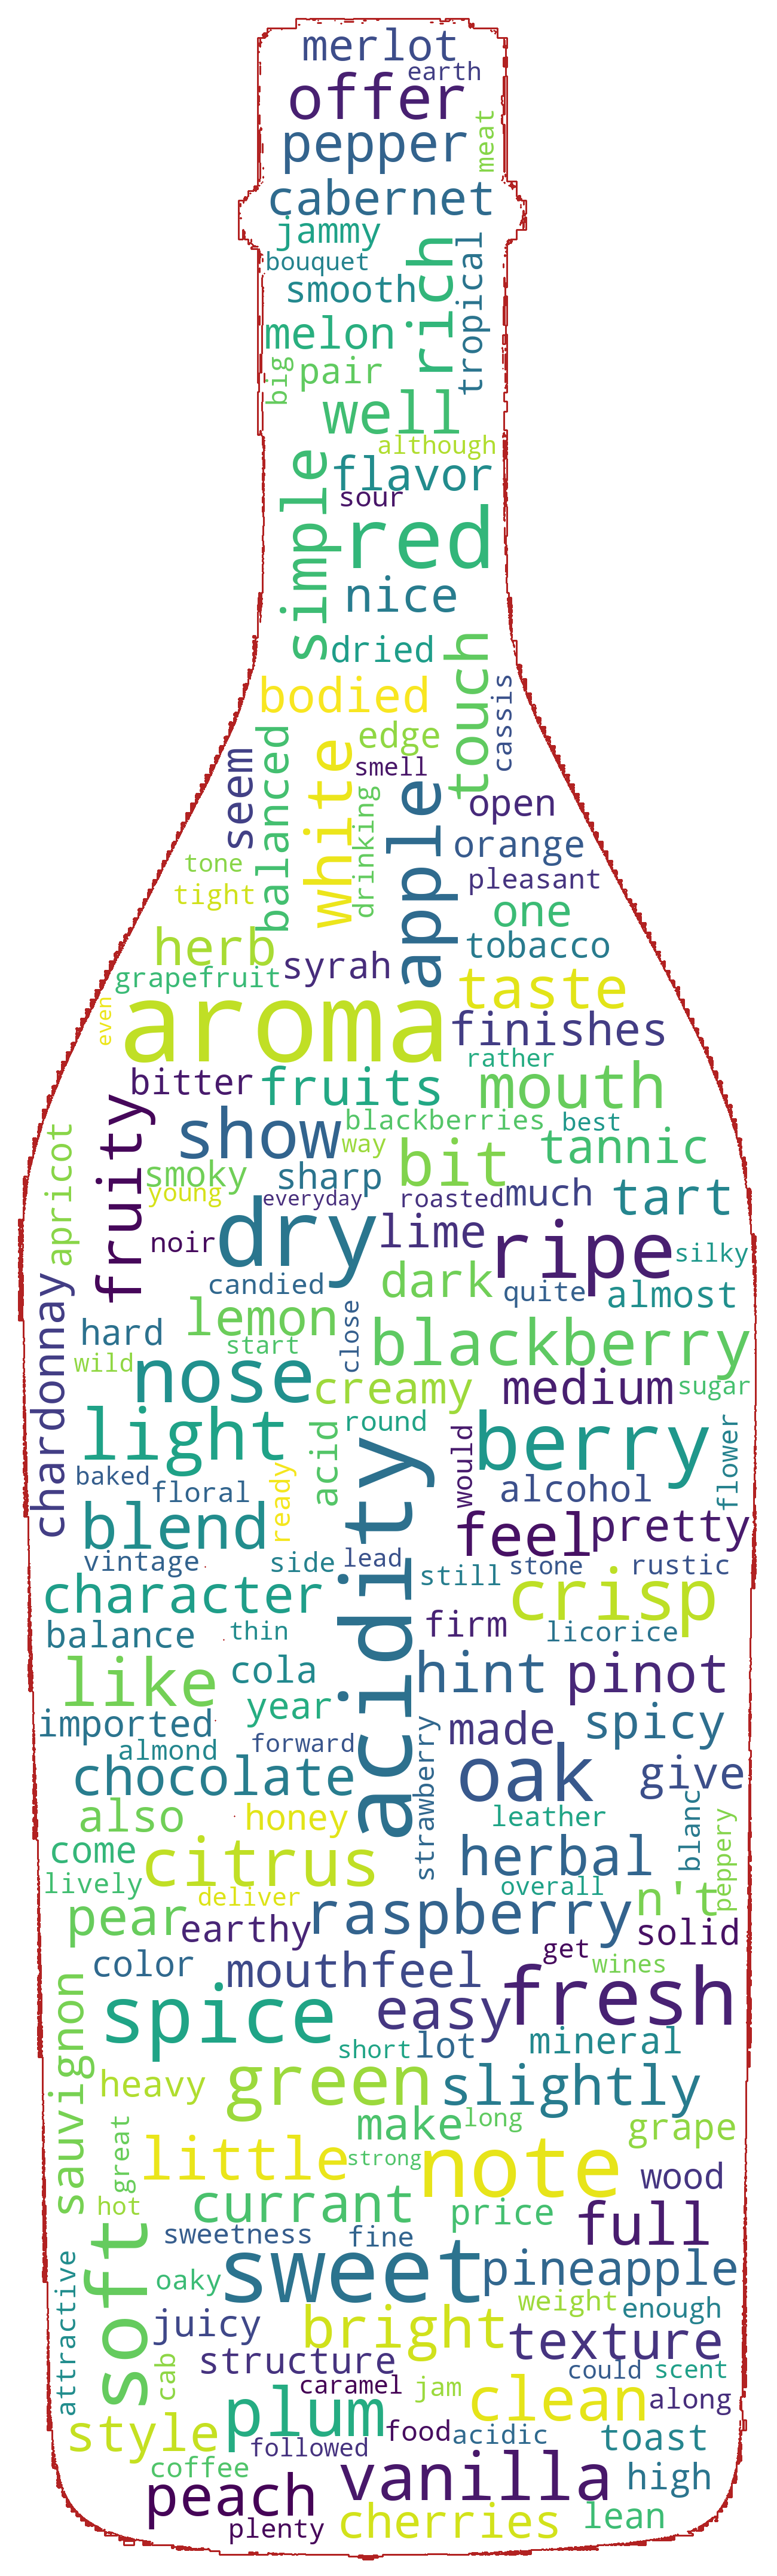 merlot
earth
offer
pepper
meat
cabernet
jammy
bouquet
smooth
rich
tropical
melon
big
pair
well
although
flavor
simple
sour
red
nice
dried
touch
bodied
cassis
edge
seem
balanced
white
smell
drinking
apple
open
orange
tone
pleasant
tight
one
herb
syrah
tobacco
grapefruit
taste
even
aroma
finishes
rather
bitter
fruits
mouth
fruity
show
blackberries
best
way
apricot
smoky
sharp
bit
tannic
young
everyday
roasted
much
tart
noir
dry
lime
ripe
silky
candied
dark
quite
almost
chardonnay
hard
lemon
start
close
blackberry
wild
nose
creamy
medium
sugar
light
acid
round
berry
flower
baked
floral
ready
would
alcohol
blend
acidity
feel
pretty
vintage
side
lead
still
stone
rustic
character
crisp
balance
thin
firm
licorice
like
cola
hint
pinot
year
imported
almond
forward
made
spicy
chocolate
strawberry
oak
give
also
honey
leather
blanc
peppery
come
citrus
herbal
lively
deliver
overall
pear
earthy
raspberry
n't
solid
color
mouthfeel
get
wines
sauvignon
spice
easy
fresh
short
lot
mineral
heavy
green
slightly
great
make
long
grape
little
strong
note
wood
hot
currant
price
full
soft
sweetness
fine
attractive
oaky
sweet
pineapple
weight
enough
juicy
bright
texture
cab
structure
could
scent
caramel
jam
clean
along
style
plum
food
acidic
toast
followed
coffee
peach
vanilla
high
plenty
cherries
lean